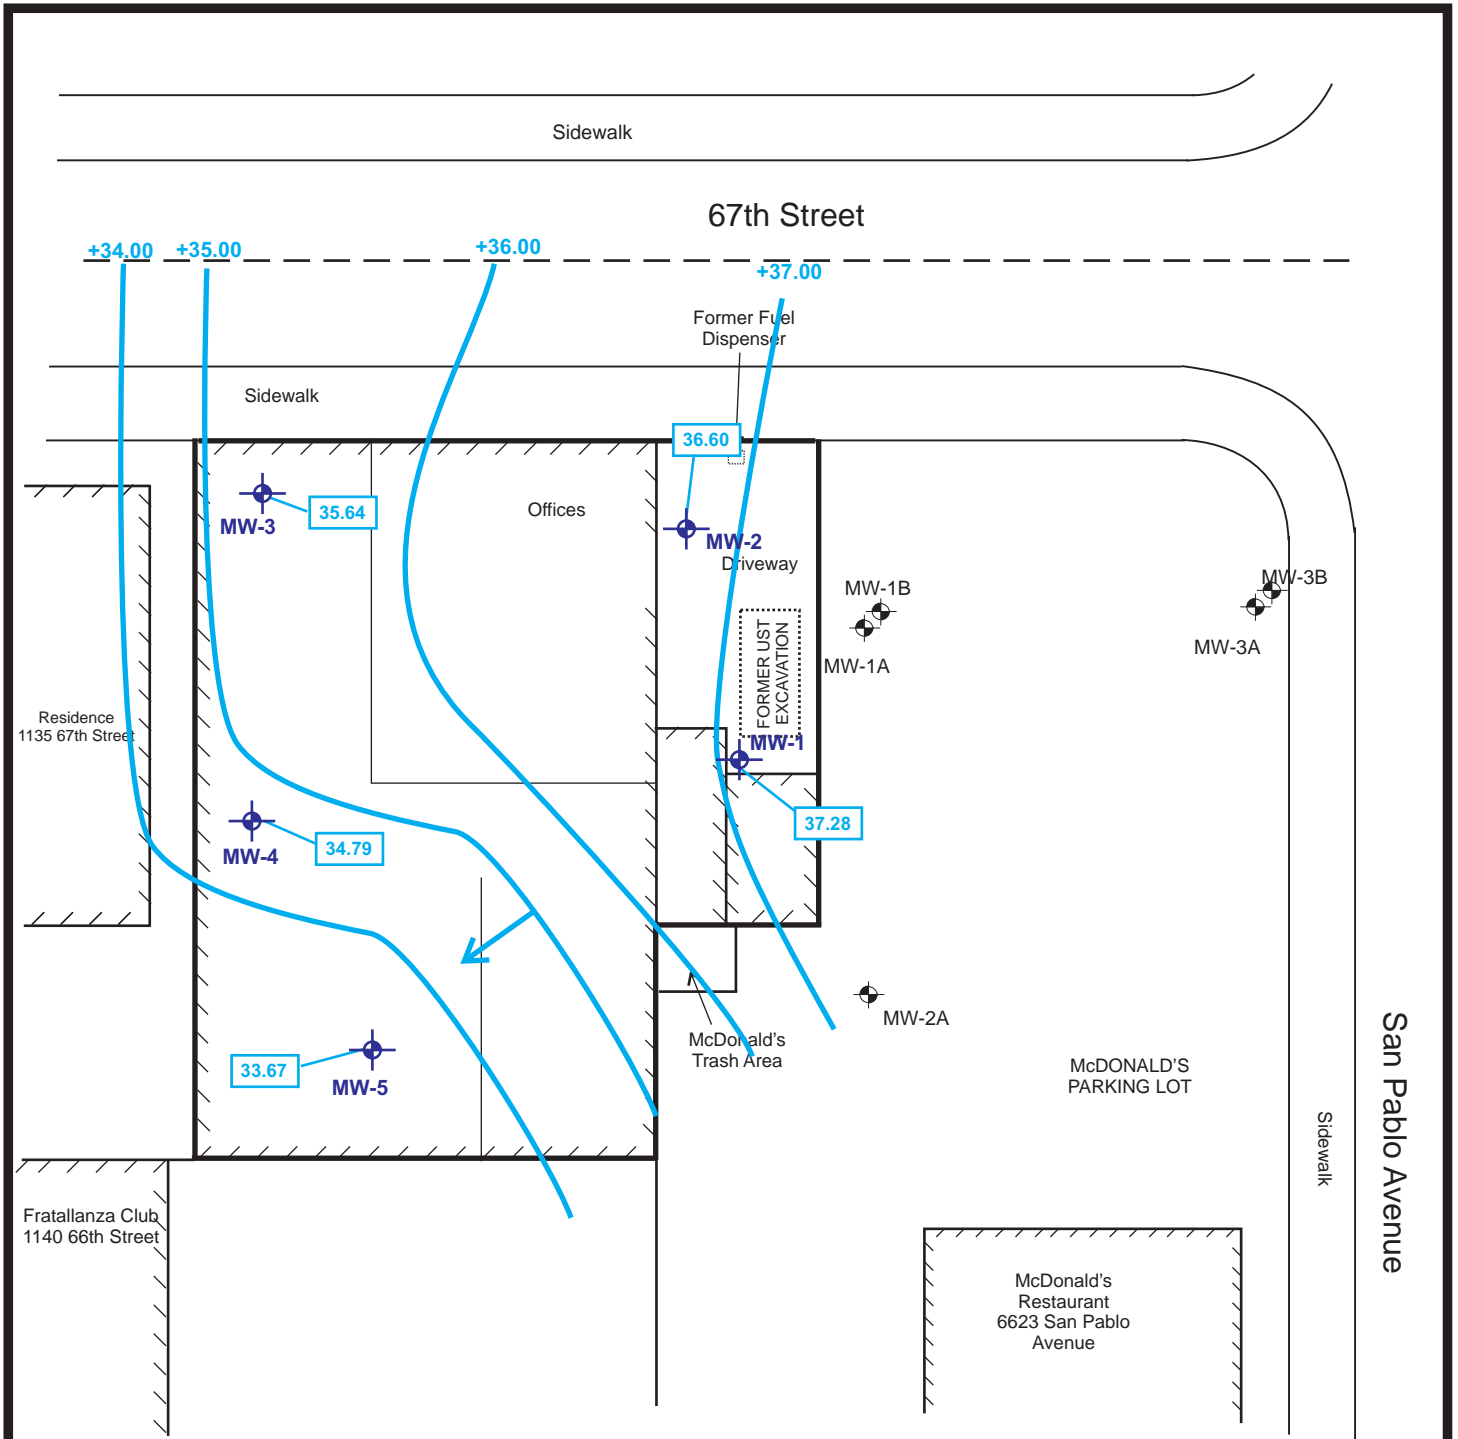 Sidewalk
67th Street
+34.00
+35.00
+36.00
+37.00
Former Fuel
Dispenser
Sidewalk
36.60
MW-3
35.64
Offices
MW-2
Driveway
MW-1B
MW-1A
MW-3B
MW-3A
FORMER UST
EXCAVATION
Residence
1135 67th Street
MW-1
37.28
MW-4
34.79
MW-2A
McDonald's
Trash Area
33.67
MW-5
McDONALD'S
PARKING LOT
San Pablo Avenue
Sidewalk
Fratallanza Club
1140 66th Street
McDonald's
Restaurant
6623 San Pablo
Avenue